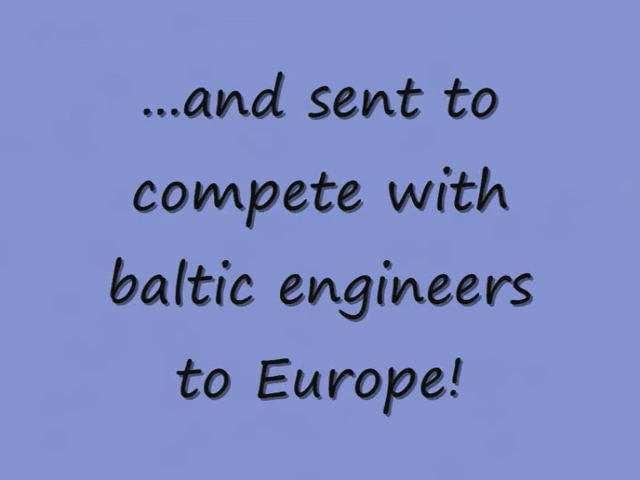 ...and sent to
compete with
baltic engineers
to Europe!